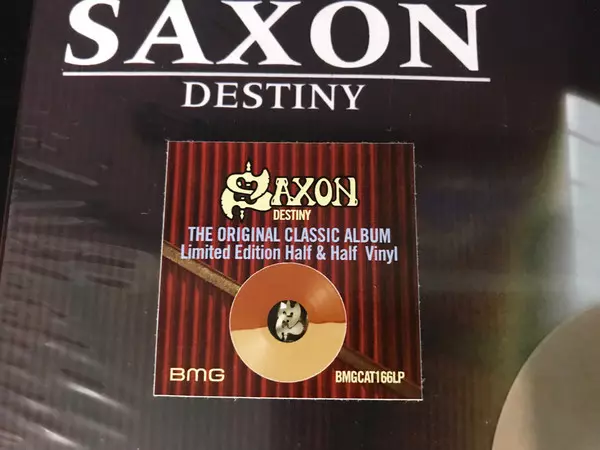 SAXON
DESTINY
SAXON
DESTINY
THE ORIGINAL CLASSIC ALBUM
Limited Edition Half & Half Vinyl
BMG
BMGCAT166LP